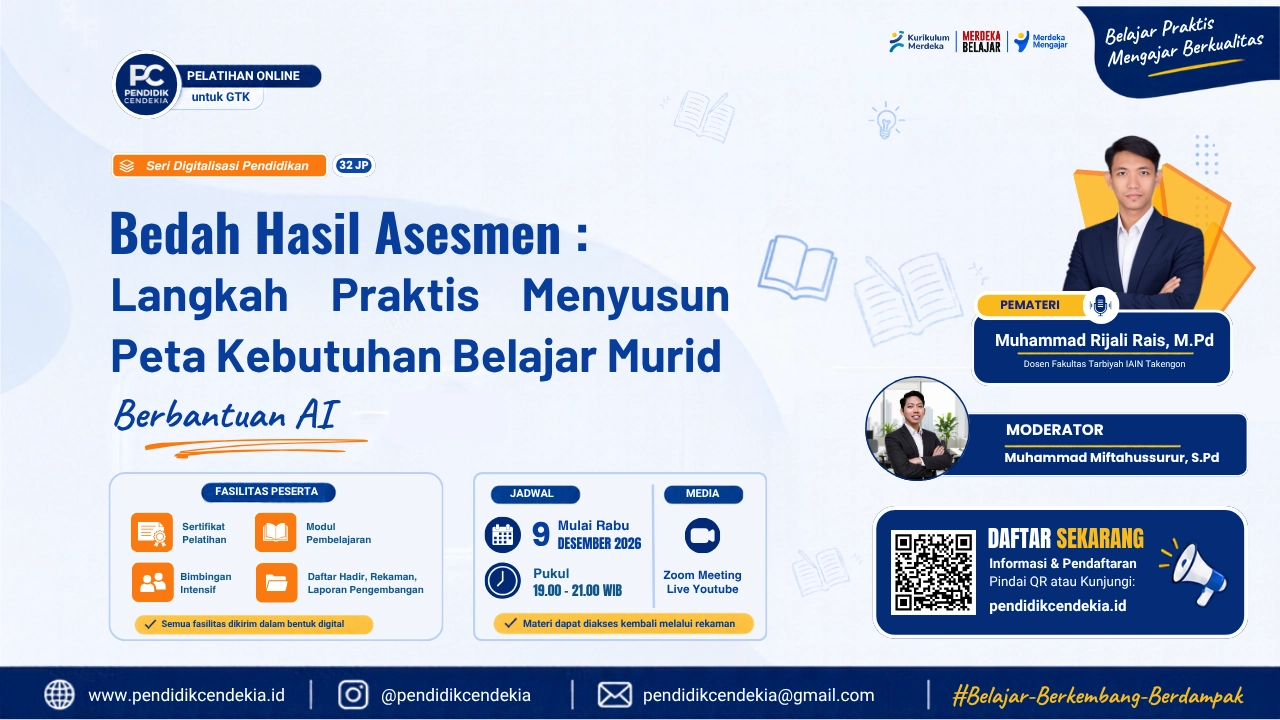 Kurikulum
Merdeka
MERDEKA
BELAJAR
Merdeka
Mengajar
Belajar Praktis
Mengajar Berkualitas
PC
PENDIDIK
CENDEKIA
PELATIHAN ONLINE
untuk GTK
Seri Digitalisasi Pendidikan
32 JP
Bedah Hasil Asesmen :
Langkah Praktis Menyusun
Peta Kebutuhan Belajar Murid
Berbantuan AI
PEMATERI
Muhammad Rijali Rais, M.Pd
Dosen Fakultas Tarbiyah IAIN Takengon
MODERATOR
Muhammad Miftahussurur, S.Pd
FASILITAS PESERTA
Sertifikat
Pelatihan
Modul
Pembelajaran
Bimbingan
Intensif
Daftar Hadir, Rekaman,
Laporan Pengembangan
Semua fasilitas dikirim dalam bentuk digital
JADWAL
9
Mulai Rabu
DESEMBER 2026
Pukul
19.00 - 21.00 WIB
MEDIA
Zoom Meeting
Live Youtube
Materi dapat diakses kembali melalui rekaman
DAFTAR SEKARANG
Informasi & Pendaftaran
Pindai QR atau Kunjungi:
pendidikcendekia.id
www.pendidikcendekia.id
@pendidikcendekia
pendidikcendekia@gmail.com
#Belajar-Berkembang-Berdampak